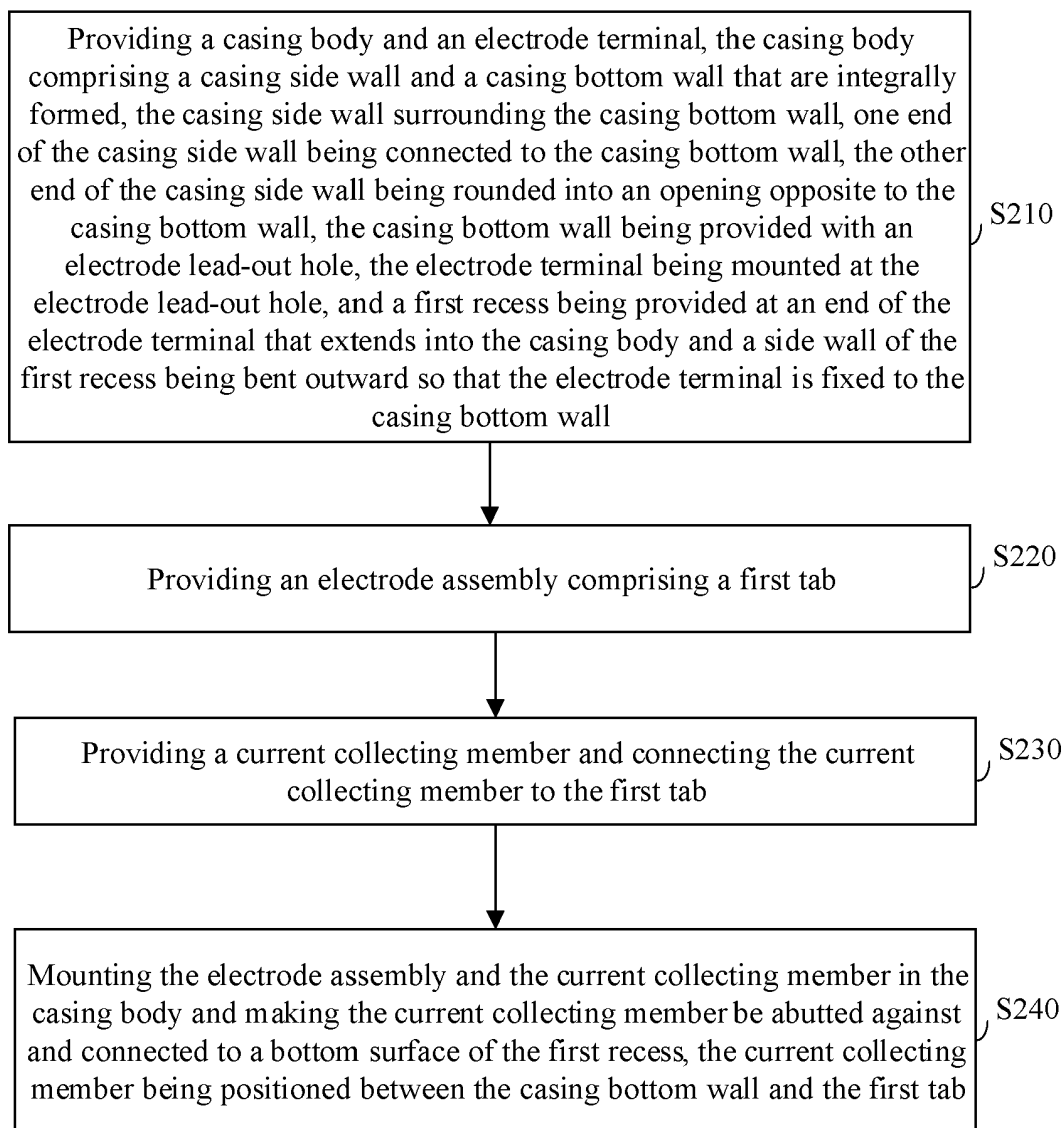 Providing a casing body and an electrode terminal, the casing body
comprising a casing side wall and a casing bottom wall that are integrally
formed, the casing side wall surrounding the casing bottom wall, one end
of the casing side wall being connected to the casing bottom wall, the other
end of the casing side wall being rounded into an opening opposite to the
casing bottom wall, the casing bottom wall being provided with an
electrode lead-out hole, the electrode terminal being mounted at the
electrode lead-out hole, and a first recess being provided at an end of the
electrode terminal that extends into the casing body and a side wall of the
first recess being bent outward so that the electrode terminal is fixed to the
casing bottom wall
S210
Providing an electrode assembly comprising a first tab
S220
Providing a current collecting member and connecting the current
collecting member to the first tab
S230
Mounting the electrode assembly and the current collecting member in the
casing body and making the current collecting member be abutted against
and connected to a bottom surface of the first recess, the current collecting
member being positioned between the casing bottom wall and the first tab
S240